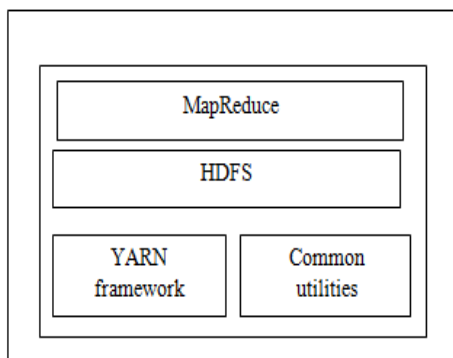 MapReduce
HDFS
YARN
framework
Common
utilities